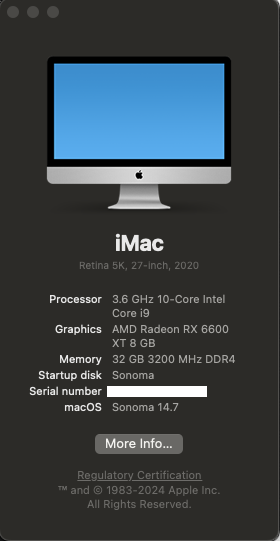 iMac
Retina 5K, 27-inch, 2020
Processor 3.6 GHz 10-Core Intel
Core i9
Graphics AMD Radeon RX 6600
XT 8 GB
Memory 32 GB 3200 MHz DDR4
Startup disk Sonoma
Serial number
macOS Sonoma 14.7
More Info...
Regulatory Certification
™ and © 1983-2024 Apple Inc.
All Rights Reserved.